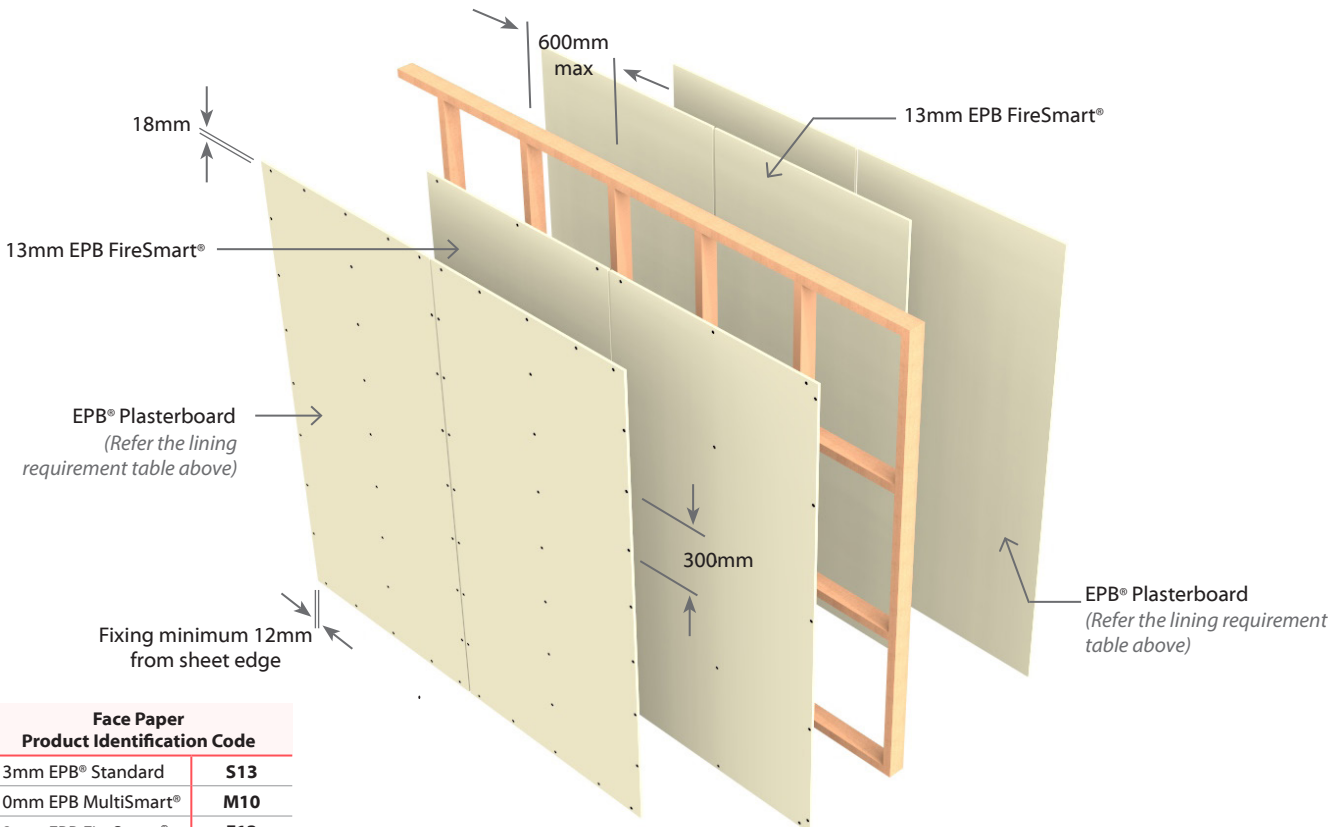 600mm
max
13mm EPB FireSmart®
18mm
13mm EPB FireSmart®
EPB® Plasterboard
(Refer the lining
requirement table above)
300mm
EPB® Plasterboard
(Refer the lining requirement
table above)
Fixing minimum 12mm
from sheet edge
Face Paper
Product Identification Code
3mm EPB® Standard S13
0mm EPB MultiSmart® M10